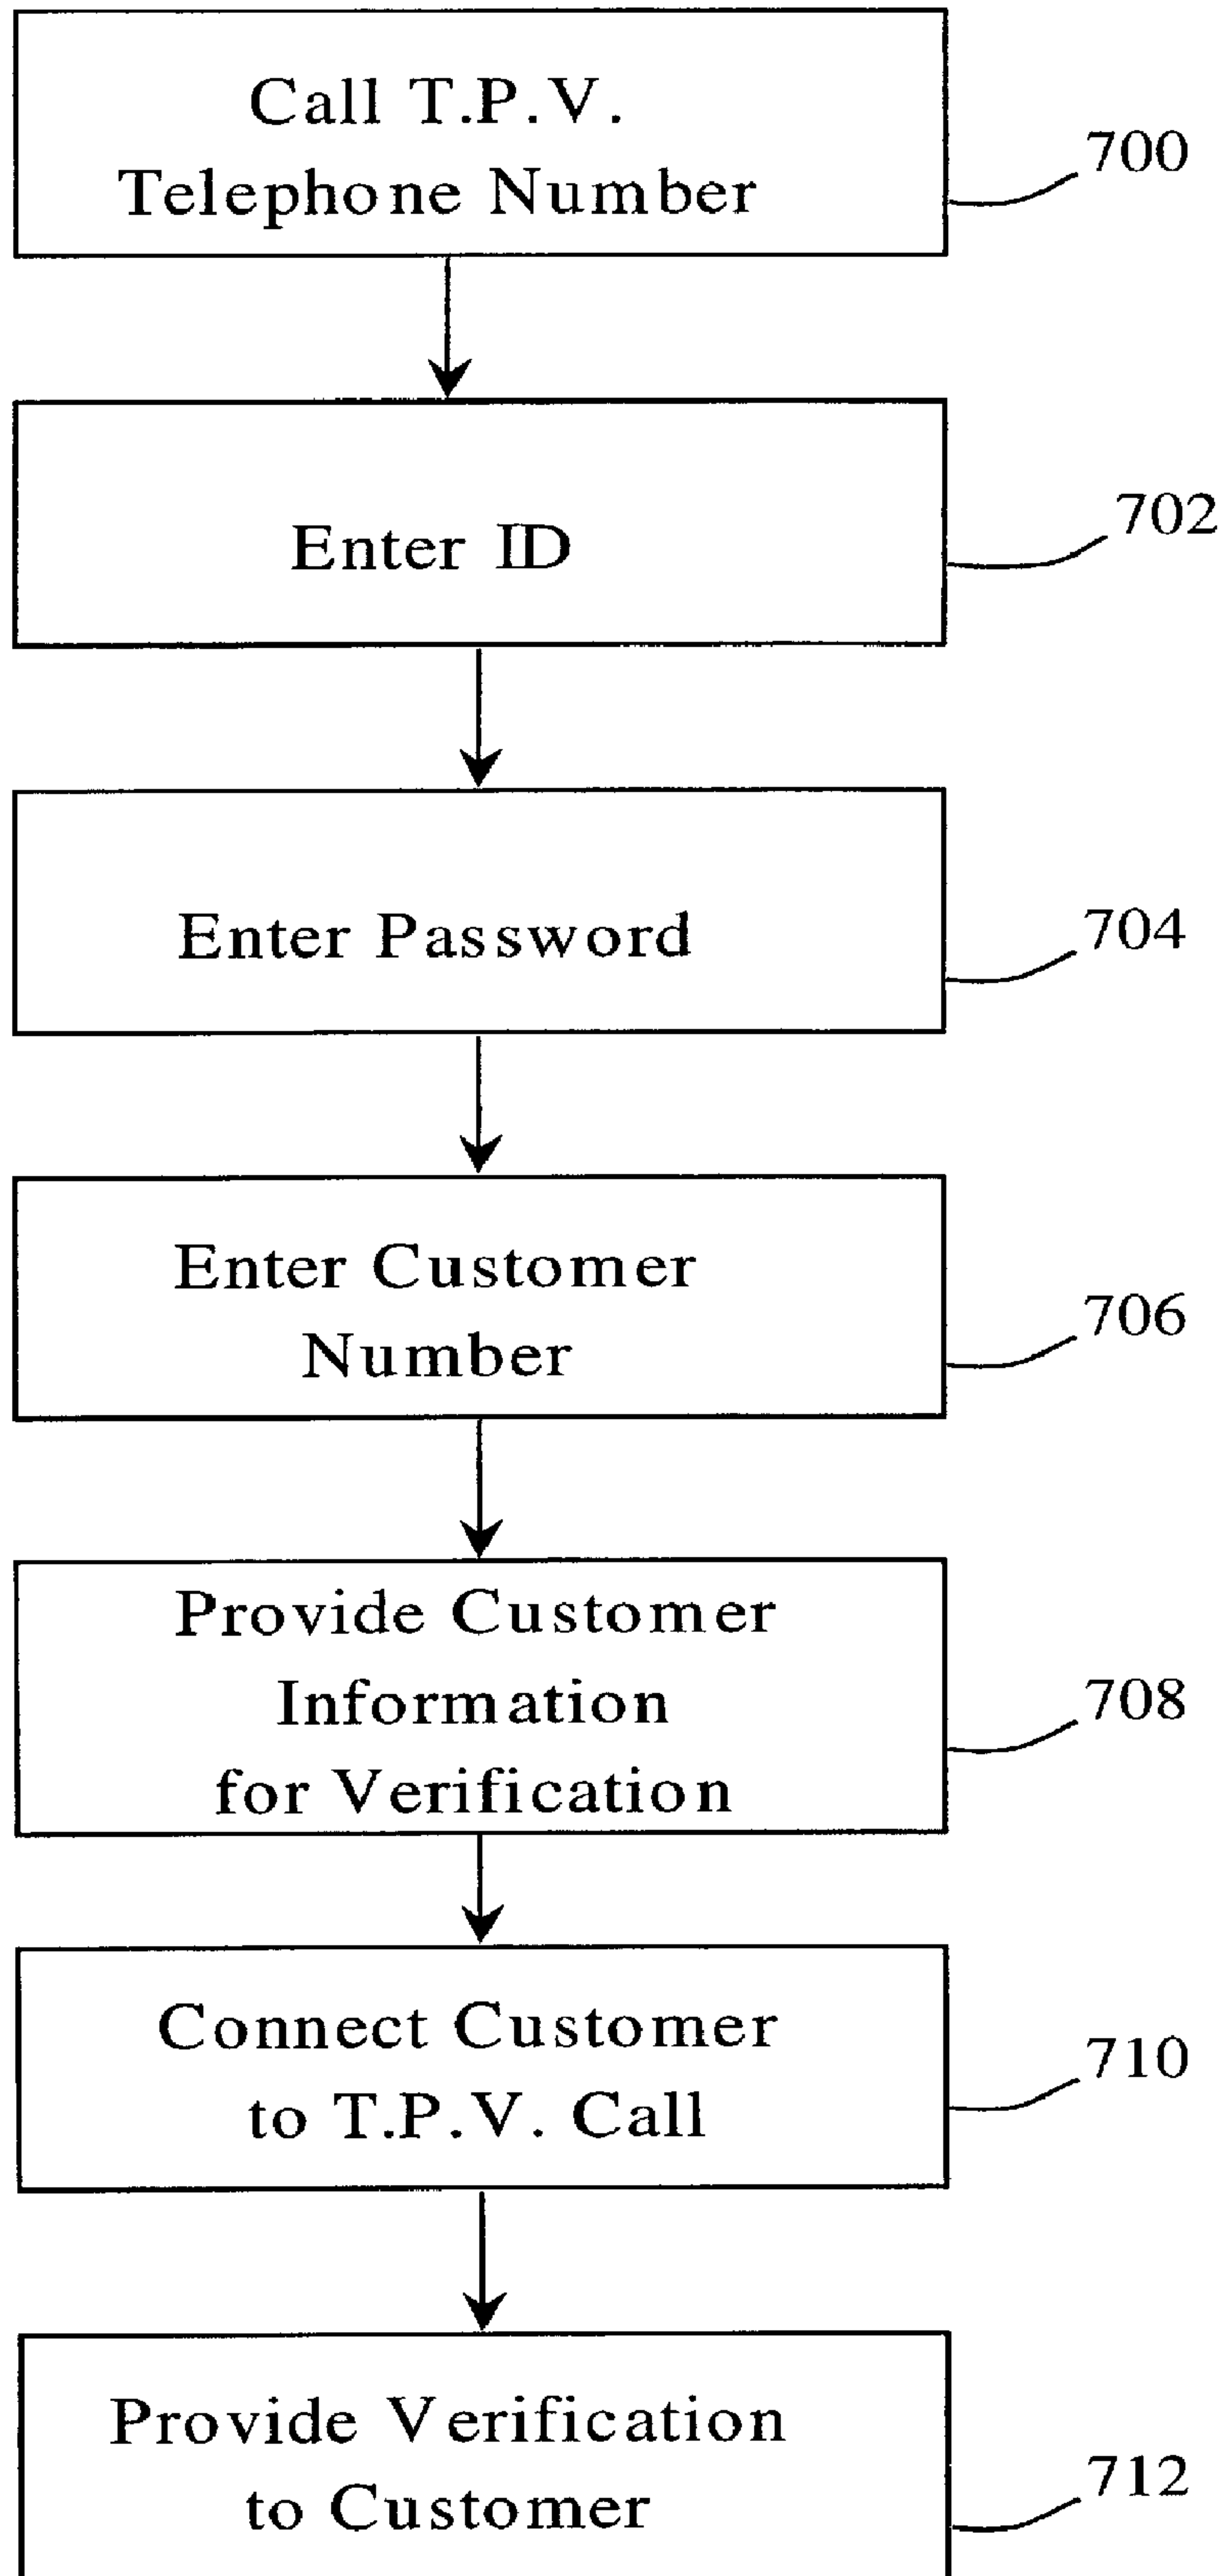 Call T.P.V.
Telephone Number
700
Enter ID
702
Enter Password
704
Enter Customer
Number
706
Provide Customer
Information
for Verification
708
Connect Customer
to T.P.V. Call
710
Provide Verification
to Customer
712